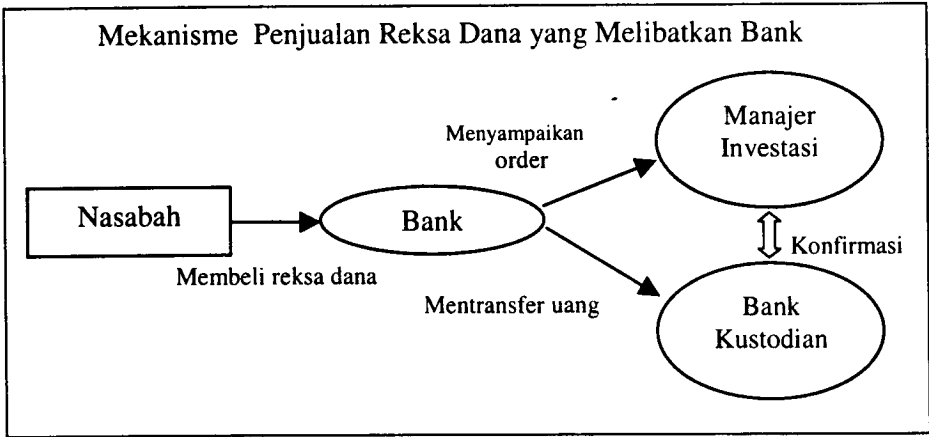 Mekanisme Penjualan Reksa Dana yang Melibatkan Bank
Manajer
Investasi
Menyampaikan
order
Nasabah
Bank
Konfirmasi
Membeli reksa dana
Mentransfer uang
Bank
Kustodian